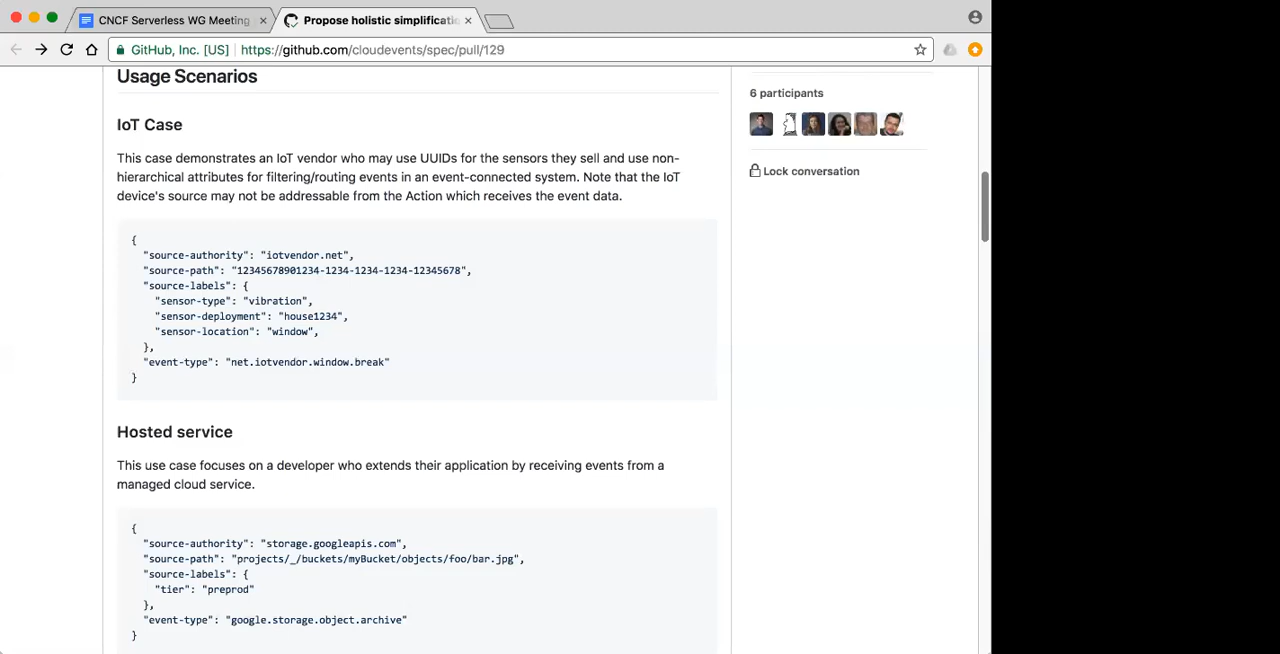 CNCF Serverless WG Meeting
Propose holistic simplificatio
GitHub, Inc. [US] https://github.com/cloudevents/spec/pull/129
Usage Scenarios
IoT Case
This case demonstrates an IoT vendor who may use UUIDs for the sensors they sell and use non-
hierarchical attributes for filtering/routing events in an event-connected system. Note that the IoT
device's source may not be addressable from the Action which receives the event data.
{
"source-authority": "iotvendor.net",
"source-path": "12345678901234-1234-1234-1234-12345678",
"source-labels": {
"sensor-type": "vibration",
"sensor-deployment": "house1234",
"sensor-location": "window",
},
"event-type": "net.iotvendor.window.break"
}
Hosted service
This use case focuses on a developer who extends their application by receiving events from a
managed cloud service.
{
"source-authority": "storage.googleapis.com",
"source-path": "projects/_/buckets/myBucket/objects/foo/bar.jpg",
"source-labels": {
"tier": "preprod"
},
"event-type": "google.storage.object.archive"
}
6 participants
Lock conversation